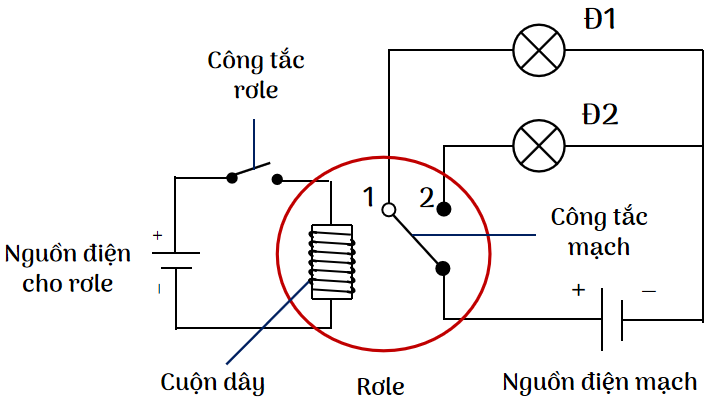 Đ1
Công tắc
rơle
Đ2
1
2
Công tắc
mạch
+
Nguồn điện
cho rơle
–
+
–
Cuộn dây
Rơle
Nguồn điện mạch